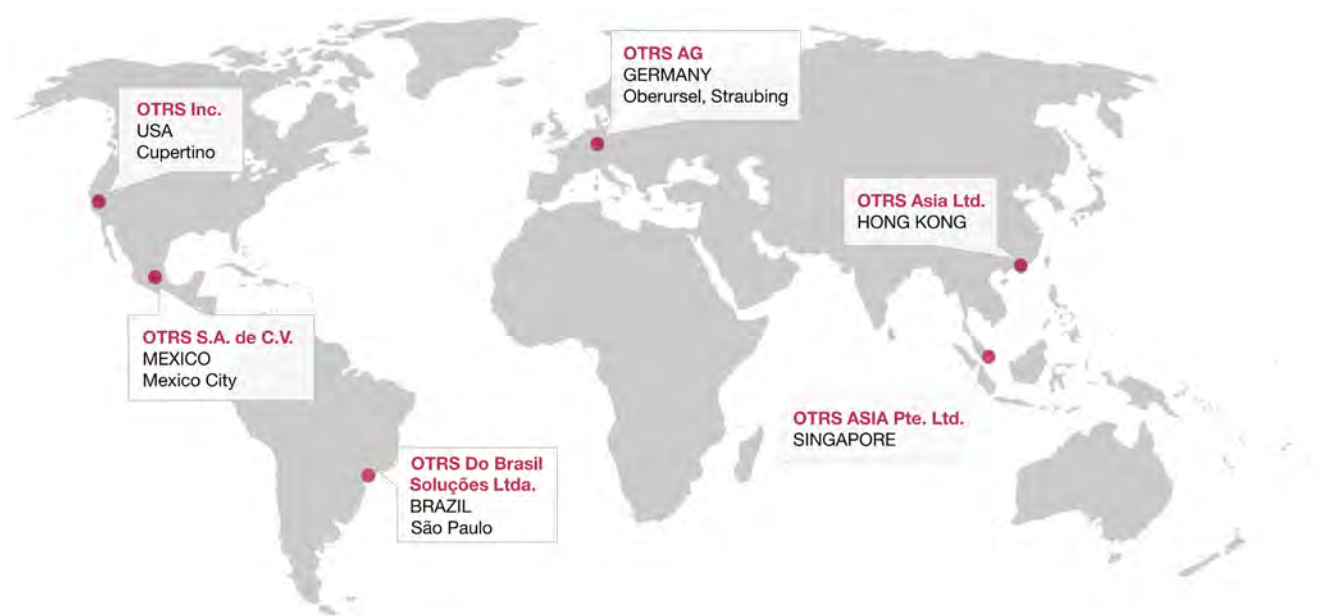 OTRS AG
GERMANY
Oberursel, Straubing
OTRS Inc.
USA
Cupertino
OTRS Asia Ltd.
HONG KONG
OTRS S.A. de C.V.
MEXICO
Mexico City
OTRS ASIA Pte. Ltd.
SINGAPORE
OTRS Do Brasil
Soluções Ltda.
BRAZIL
São Paulo